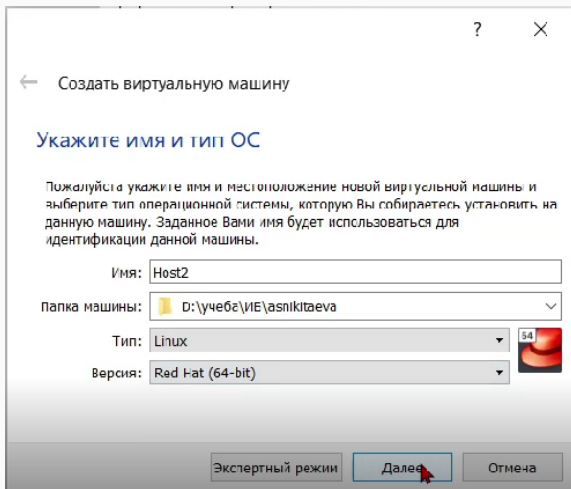 ?
Создать виртуальную машину
Укажите имя и тип ОС
Пожалуйста укажите имя и местоположение новой виртуальной машины и
выберите тип операционной системы, которую Вы собираетесь установить на
данную машину. Заданное Вами имя будет использоваться для
идентификации данной машины.
Имя: Host2
Папка машины: D:\учеба\ИЕ\asnikitaeva
Тип: Linux
64
Версия: Red Hat (64-bit)
Экспертный режим Далее Отмена